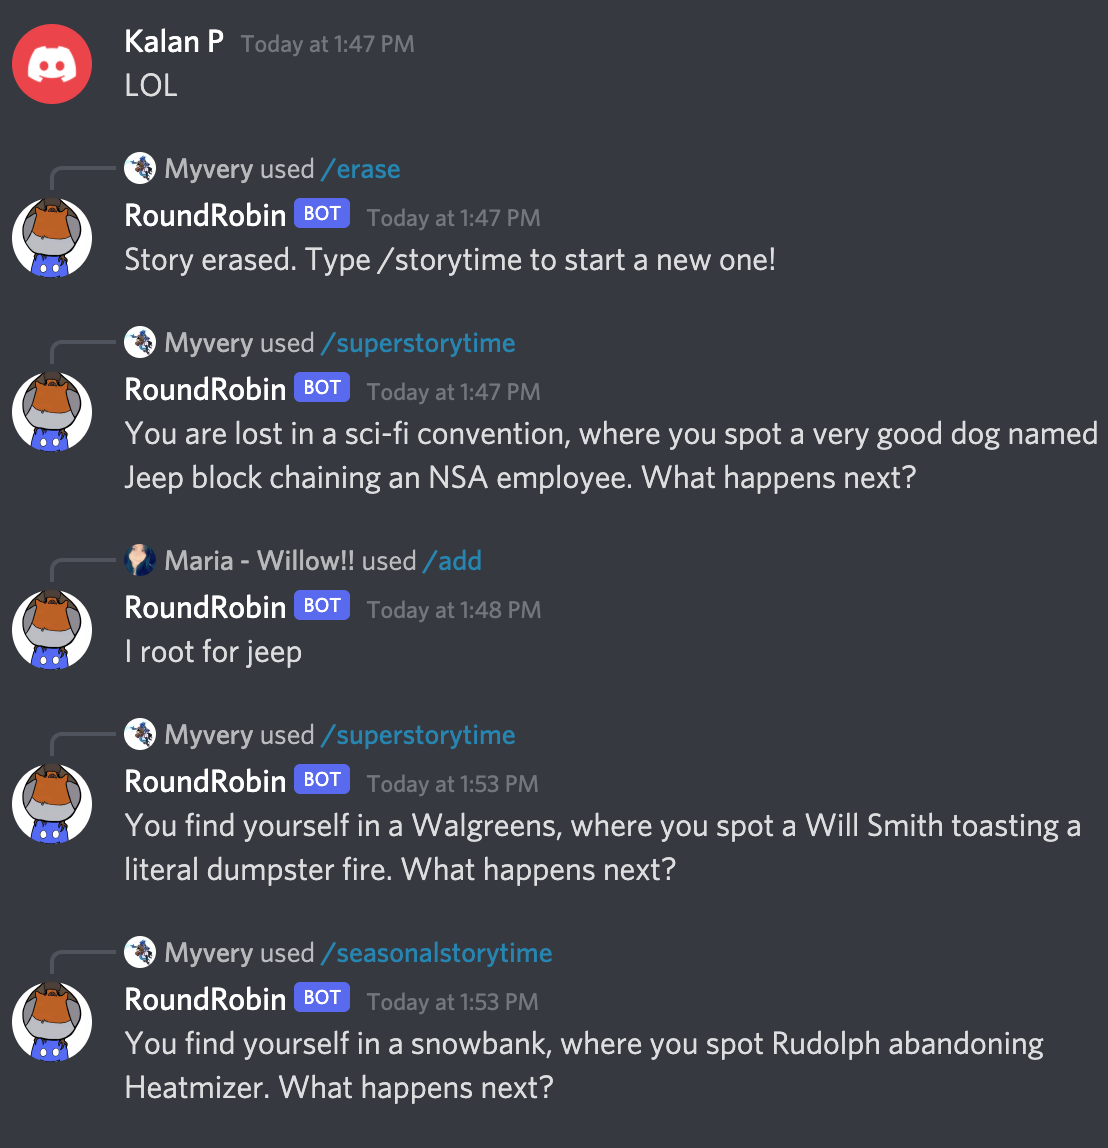 Kalan P Today at 1:47 PM
LOL
Myvery used /erase
RoundRobin BOT Today at 1:47 PM
Story erased. Type /storytime to start a new one!
Myvery used /superstorytime
RoundRobin BOT Today at 1:47 PM
You are lost in a sci-fi convention, where you spot a very good dog named
Jeep block chaining an NSA employee. What happens next?
Maria - Willow!! used /add
RoundRobin BOT Today at 1:48 PM
I root for jeep
Myvery used /superstorytime
RoundRobin BOT Today at 1:53 PM
You find yourself in a Walgreens, where you spot a Will Smith toasting a
literal dumpster fire. What happens next?
Myvery used /seasonalstorytime
RoundRobin BOT Today at 1:53 PM
You find yourself in a snowbank, where you spot Rudolph abandoning
Heatmizer. What happens next?